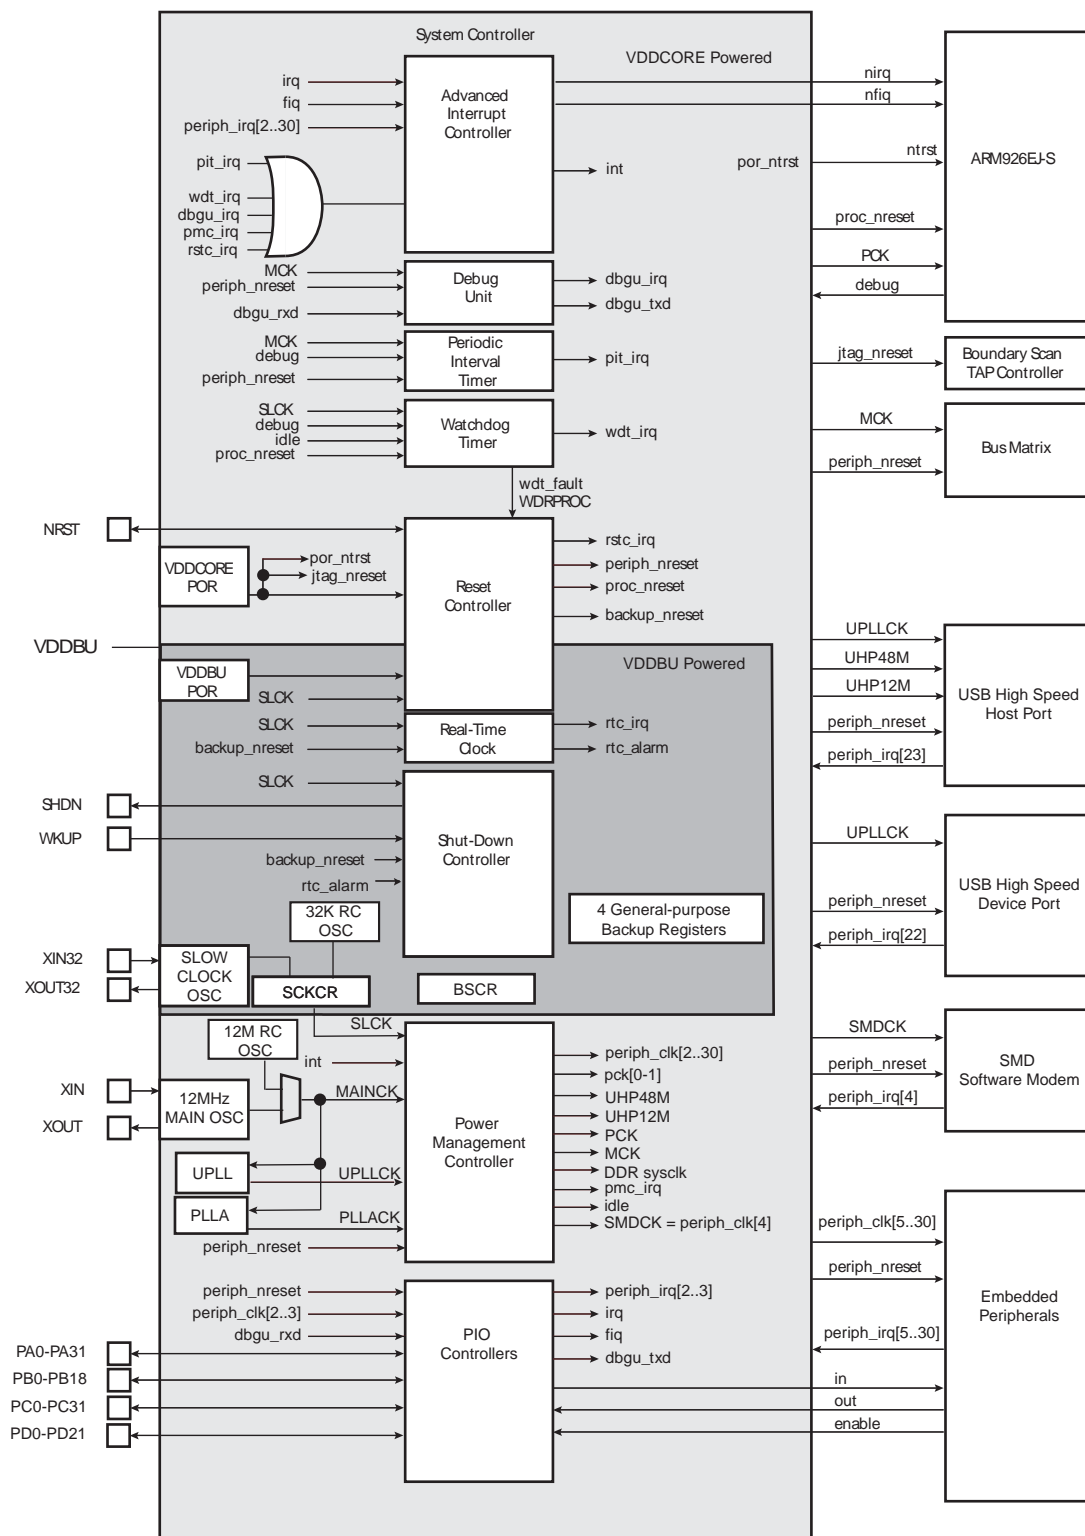 System Controller
VDDCORE Powered
irq
fiq
periph_irq[2..30]
pit_irq
wdt_irq
dbgu_irq
pmc_irq
rstc_irq
Advanced
Interrupt
Controller
int
nirq
nfiq
por_ntrst
ntrst
ARM926EJ-S
proc_nreset
PCK
debug
MCK
periph_nreset
dbgu_rxd
Debug
Unit
dbgu_irq
dbgu_txd
MCK
debug
periph_nreset
Periodic
Interval
Timer
pit_irq
jtag_nreset
Boundary Scan
TAP Controller
SLCK
debug
idle
proc_nreset
Watchdog
Timer
wdt_irq
wdt_fault
WDRPROC
MCK
periph_nreset
Bus Matrix
NRST
VDDCORE
POR
por_ntrst
jtag_nreset
Reset
Controller
rstc_irq
periph_nreset
proc_nreset
backup_nreset
VDDBU
VDDBU Powered
VDDBU
POR
SLCK
SLCK
backup_nreset
Real-Time
Clock
rtc_irq
rtc_alarm
UPLLCK
UHP48M
UHP12M
periph_nreset
periph_irq[23]
USB High Speed
Host Port
SLCK
SHDN
WKUP
backup_nreset
rtc_alarm
Shut-Down
Controller
4 General-purpose
Backup Registers
UPLLCK
periph_nreset
periph_irq[22]
USB High Speed
Device Port
32K RC
OSC
XIN32
XOUT32
SLOW
CLOCK
OSC
SCKCR
BSCR
SLCK
12M RC
OSC
int
XIN
XOUT
12MHz
MAIN OSC
MAINCK
UPLL
UPLLCK
PLLA
PLLACK
periph_nreset
Power
Management
Controller
periph_clk[2..30]
pck[0-1]
UHP48M
UHP12M
PCK
MCK
DDR sysclk
pmc_irq
idle
SMDCK = periph_clk[4]
SMDCK
periph_nreset
periph_irq[4]
SMD
Software Modem
periph_nreset
periph_clk[2..3]
dbgu_rxd
PA0-PA31
PB0-PB18
PC0-PC31
PD0-PD21
PIO
Controllers
periph_irq[2..3]
irq
fiq
dbgu_txd
periph_clk[5..30]
periph_nreset
periph_irq[5..30]
in
out
enable
Embedded
Peripherals